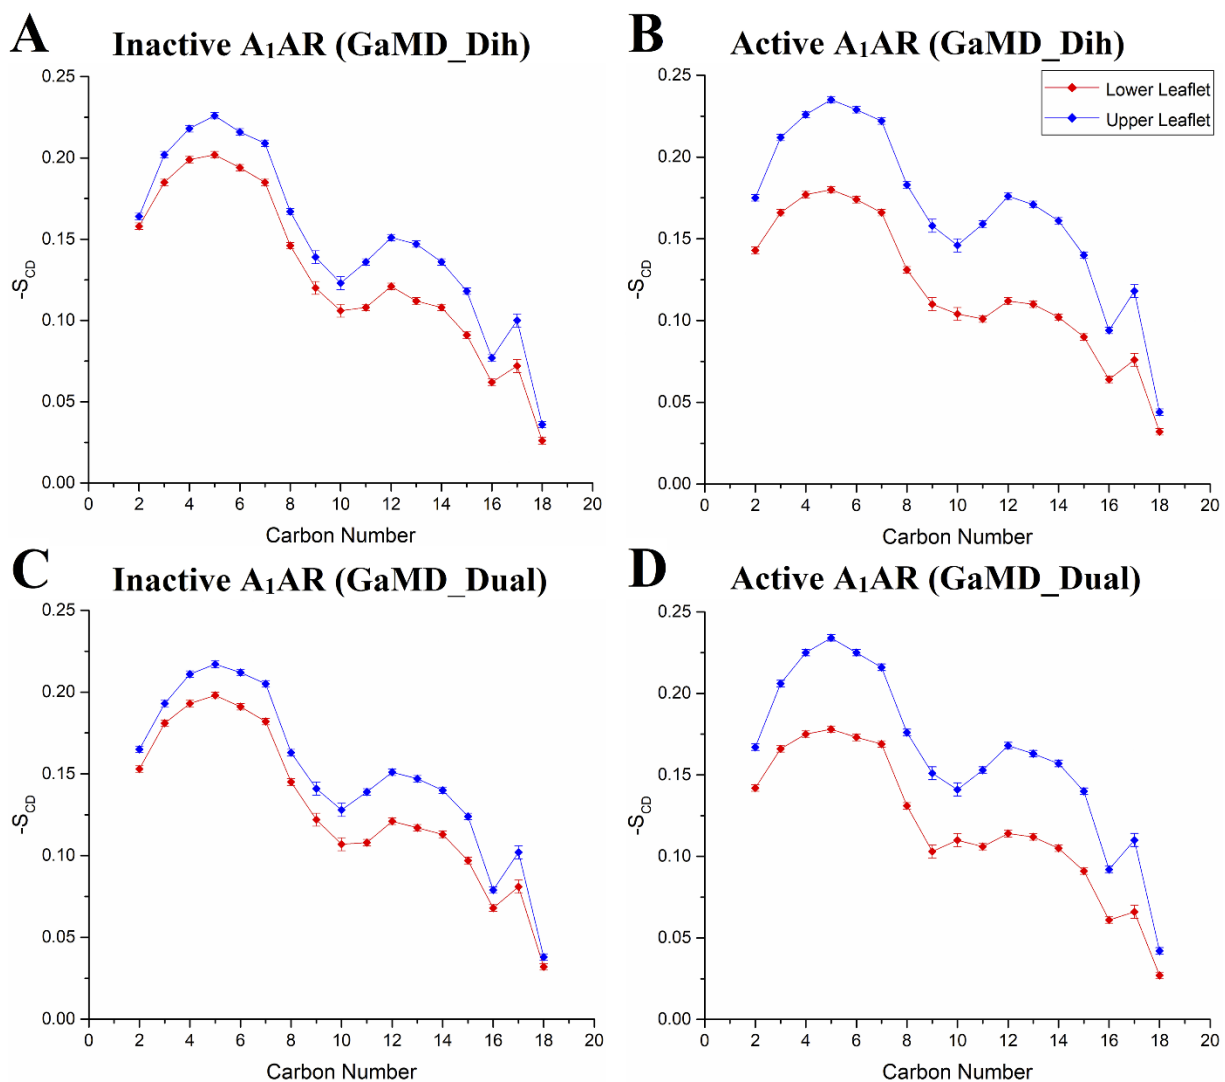 A Inactive A₁AR (GaMD_Dih)
0.25
0.20
0.15
0.10
0.05
0.00
-S_CD
0 2 4 6 8 10 12 14 16 18 20
Carbon Number
B Active A₁AR (GaMD_Dih)
Lower Leaflet
Upper Leaflet
0.25
0.20
0.15
0.10
0.05
0.00
-S_CD
0 2 4 6 8 10 12 14 16 18 20
Carbon Number
C Inactive A₁AR (GaMD_Dual)
0.25
0.20
0.15
0.10
0.05
0.00
-S_CD
0 2 4 6 8 10 12 14 16 18 20
Carbon Number
D Active A₁AR (GaMD_Dual)
0.25
0.20
0.15
0.10
0.05
0.00
-S_CD
0 2 4 6 8 10 12 14 16 18 20
Carbon Number